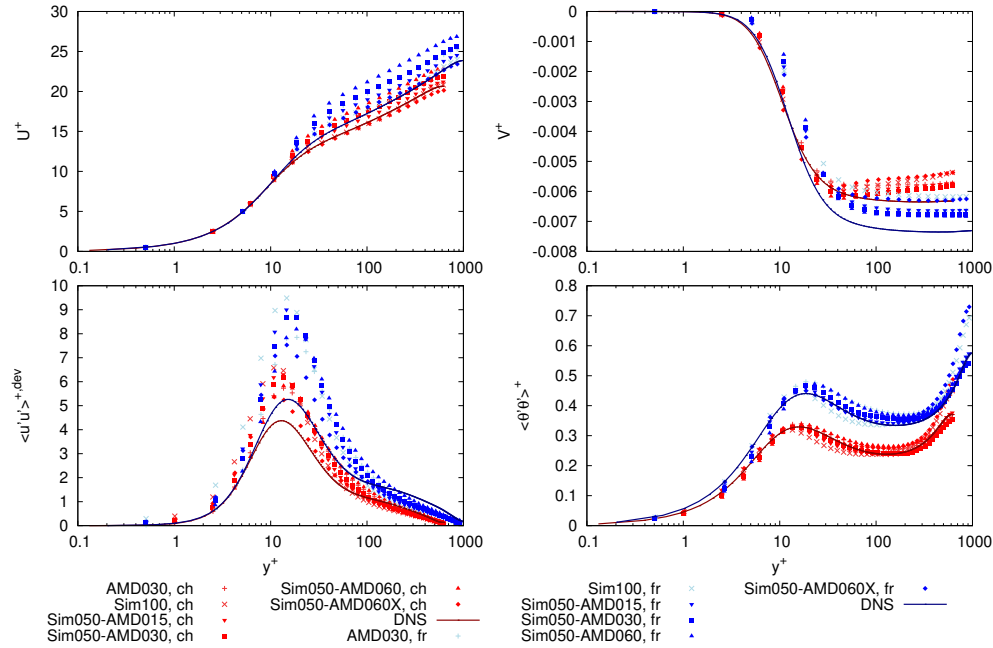 30
25
20
15
10
5
0
U+
0.1 1 10 100 1000
0
-0.001
-0.002
-0.003
-0.004
-0.005
-0.006
-0.007
-0.008
V+
0.1 1 10 100 1000
10
9
8
7
6
5
4
3
2
1
0
<u'u'>+,dev
0.1 1 10 100 1000
y+
0.8
0.7
0.6
0.5
0.4
0.3
0.2
0.1
0
<θ'θ'>+
0.1 1 10 100 1000
y+
AMD030, ch
Sim100, ch
Sim050-AMD015, ch
Sim050-AMD030, ch
Sim050-AMD060, ch
Sim050-AMD060X, ch
DNS
AMD030, fr
Sim100, fr
Sim050-AMD015, fr
Sim050-AMD030, fr
Sim050-AMD060, fr
Sim050-AMD060X, fr
DNS